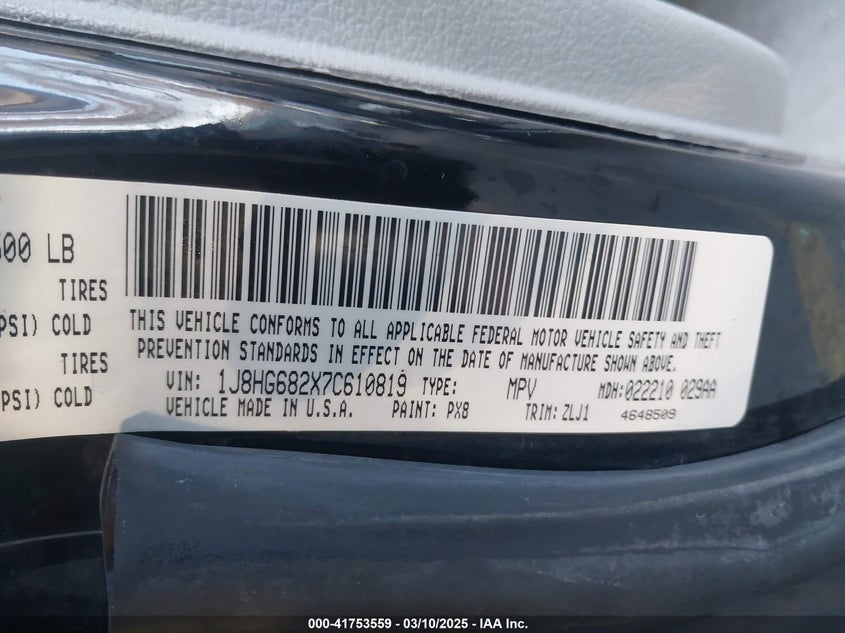 500 LB
TIRES
PSI) COLD
TIRES
PSI) COLD
THIS VEHICLE CONFORMS TO ALL APPLICABLE FEDERAL MOTOR VEHICLE SAFETY AND THEFT
PREVENTION STANDARDS IN EFFECT ON THE DATE OF MANUFACTURE SHOWN ABOVE.
VIN: 1J8HG682X7C610819 TYPE: MPV MDH:022210 029AA
VEHICLE MADE IN U.S.A. PAINT: PX8 TRIM: ZLJ1 4648509
000-41753559 — 03/10/2025 — IAA Inc.